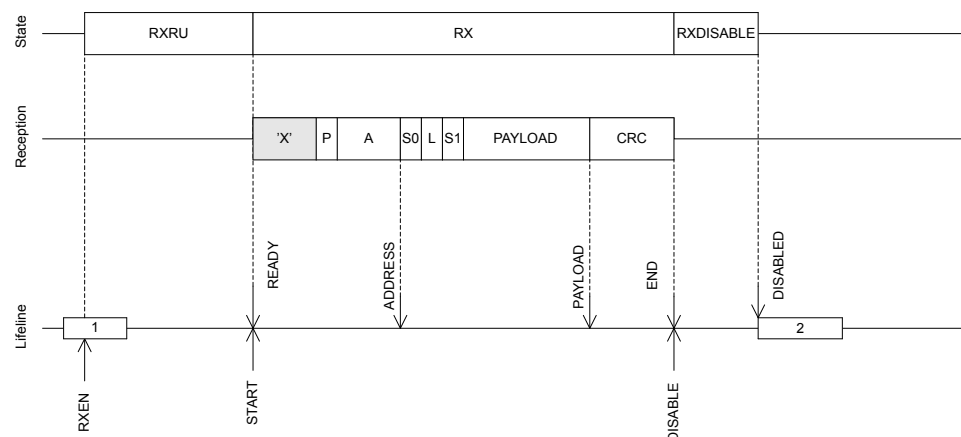 State
RXRU
RX
RXDISABLE
Reception
'X'
P
A
S0
L
S1
PAYLOAD
CRC
READY
ADDRESS
PAYLOAD
END
DISABLED
Lifeline
1
2
RXEN
START
DISABLE